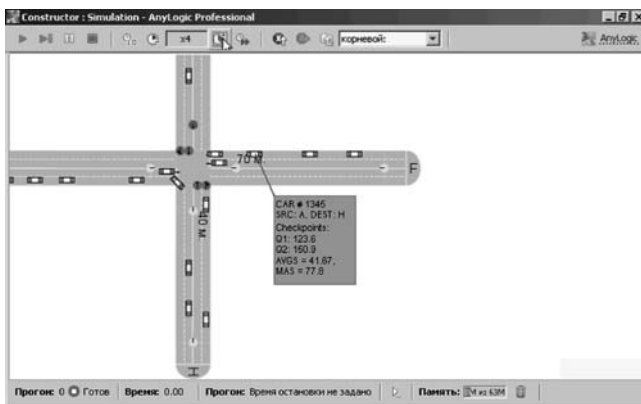 Constructor : Simulation - AnyLogic Professional
x4
корневой:
AnyLogic
70 м.
F
40 м.
CAR # 1345
SRC: A, DEST: H
Checkpoints:
Q1: 123.6
Q2: 150.9
AVGS = 41.67,
MAS = 77.8
H
Прогон: 0 Готов Время: 0.00 Прогон: Время остановки не задано Память: М из 63М